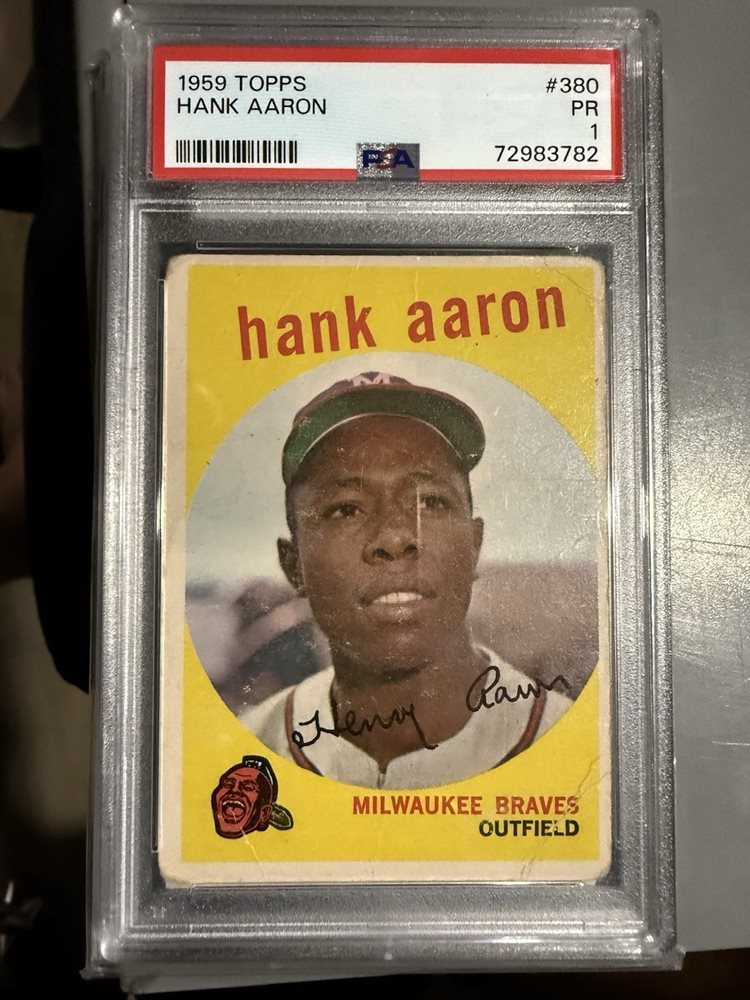 1959 TOPPS #380
HANK AARON PR
1
PSA 72983782
hank aaron
M
Henry Aaron
MILWAUKEE BRAVES
OUTFIELD